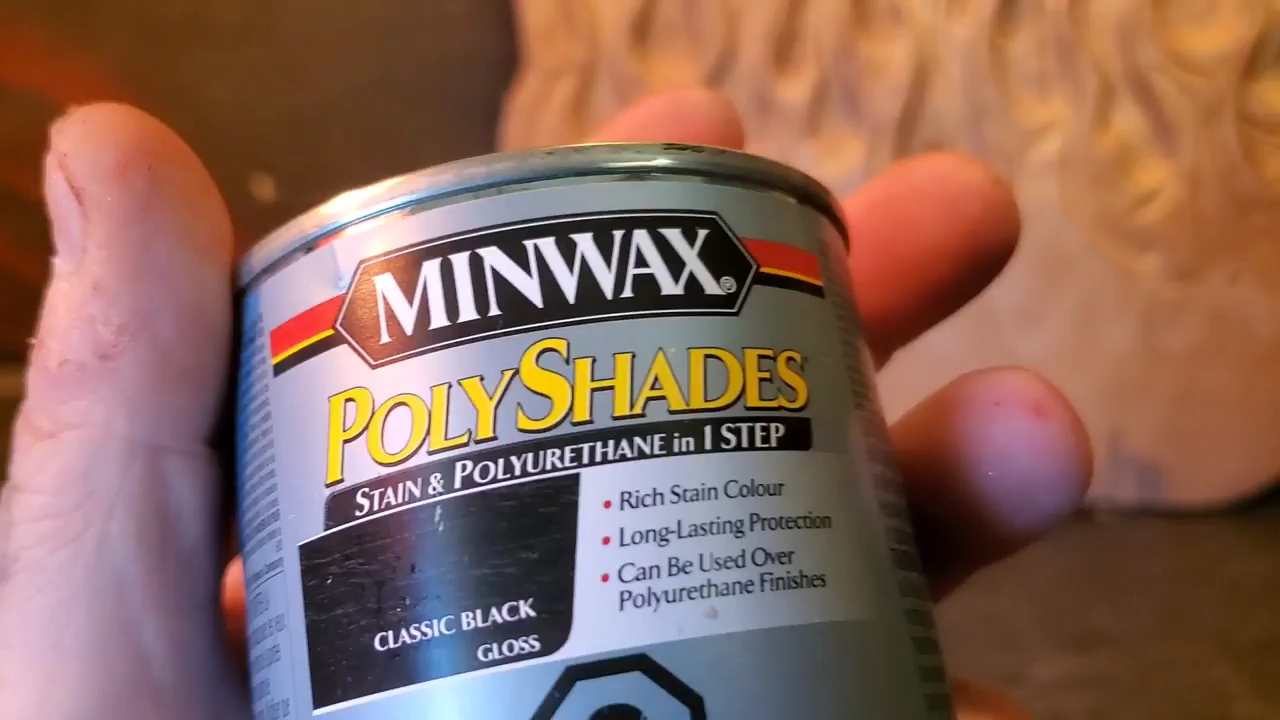 MINWAX®
POLYSHADES
STAIN & POLYURETHANE in 1 STEP
• Rich Stain Colour
• Long-Lasting Protection
• Can Be Used Over
Polyurethane Finishes
CLASSIC BLACK
GLOSS